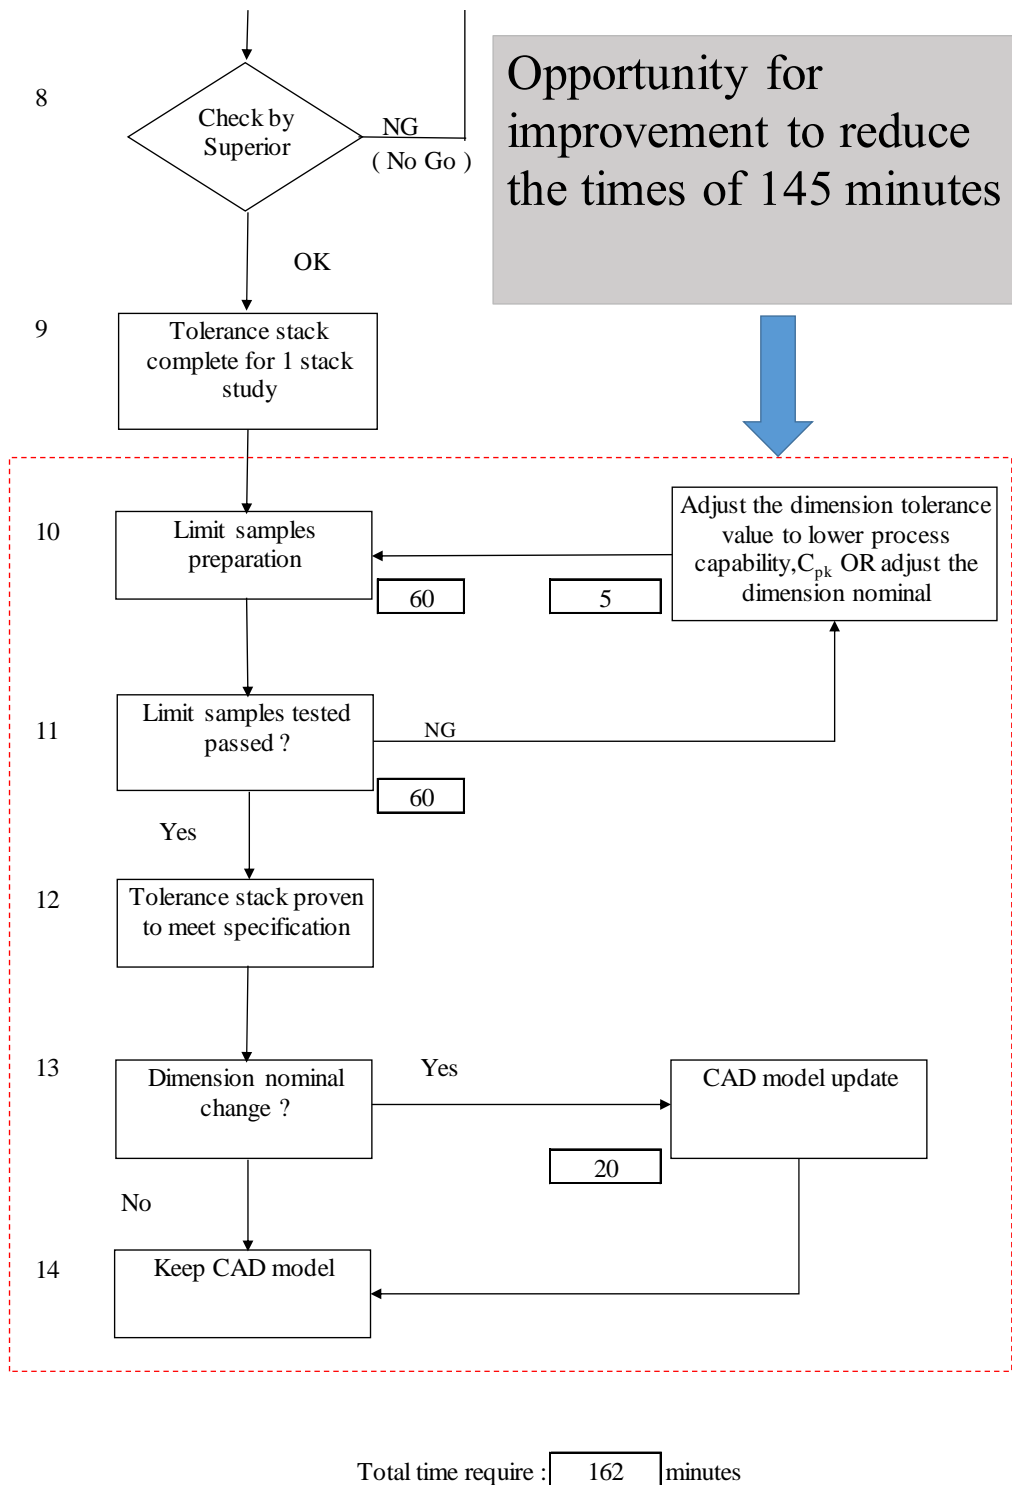 Opportunity for
improvement to reduce
the times of 145 minutes
8
Check by
Superior
NG
( No Go )
OK
9
Tolerance stack
complete for 1 stack
study
10
Limit samples
preparation
60
5
Adjust the dimension tolerance
value to lower process
capability,Cpk OR adjust the
dimension nominal
11
Limit samples tested
passed ?
NG
60
Yes
12
Tolerance stack proven
to meet specification
13
Dimension nominal
change ?
Yes
CAD model update
20
No
14
Keep CAD model
Total time require : 162 minutes